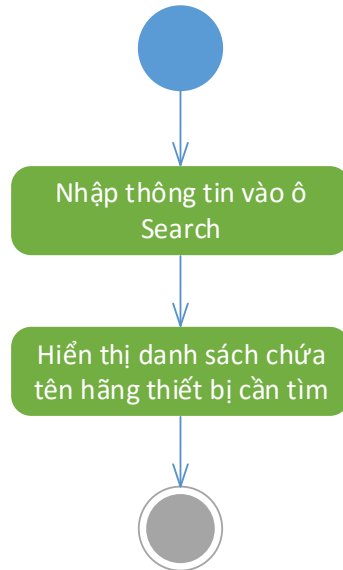 Nhập thông tin vào ô
Search
Hiển thị danh sách chứa
tên hãng thiết bị cần tìm